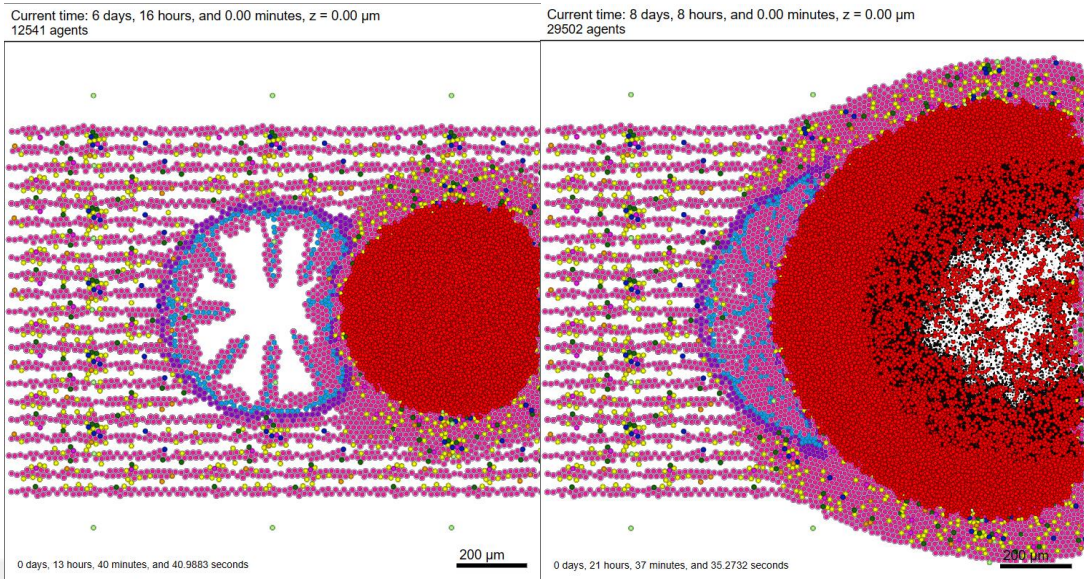 Current time: 6 days, 16 hours, and 0.00 minutes, z = 0.00 µm
12541 agents
0 days, 13 hours, 40 minutes, and 40.9883 seconds
200 µm
Current time: 8 days, 8 hours, and 0.00 minutes, z = 0.00 µm
29502 agents
0 days, 21 hours, 37 minutes, and 35.2732 seconds
200 µm